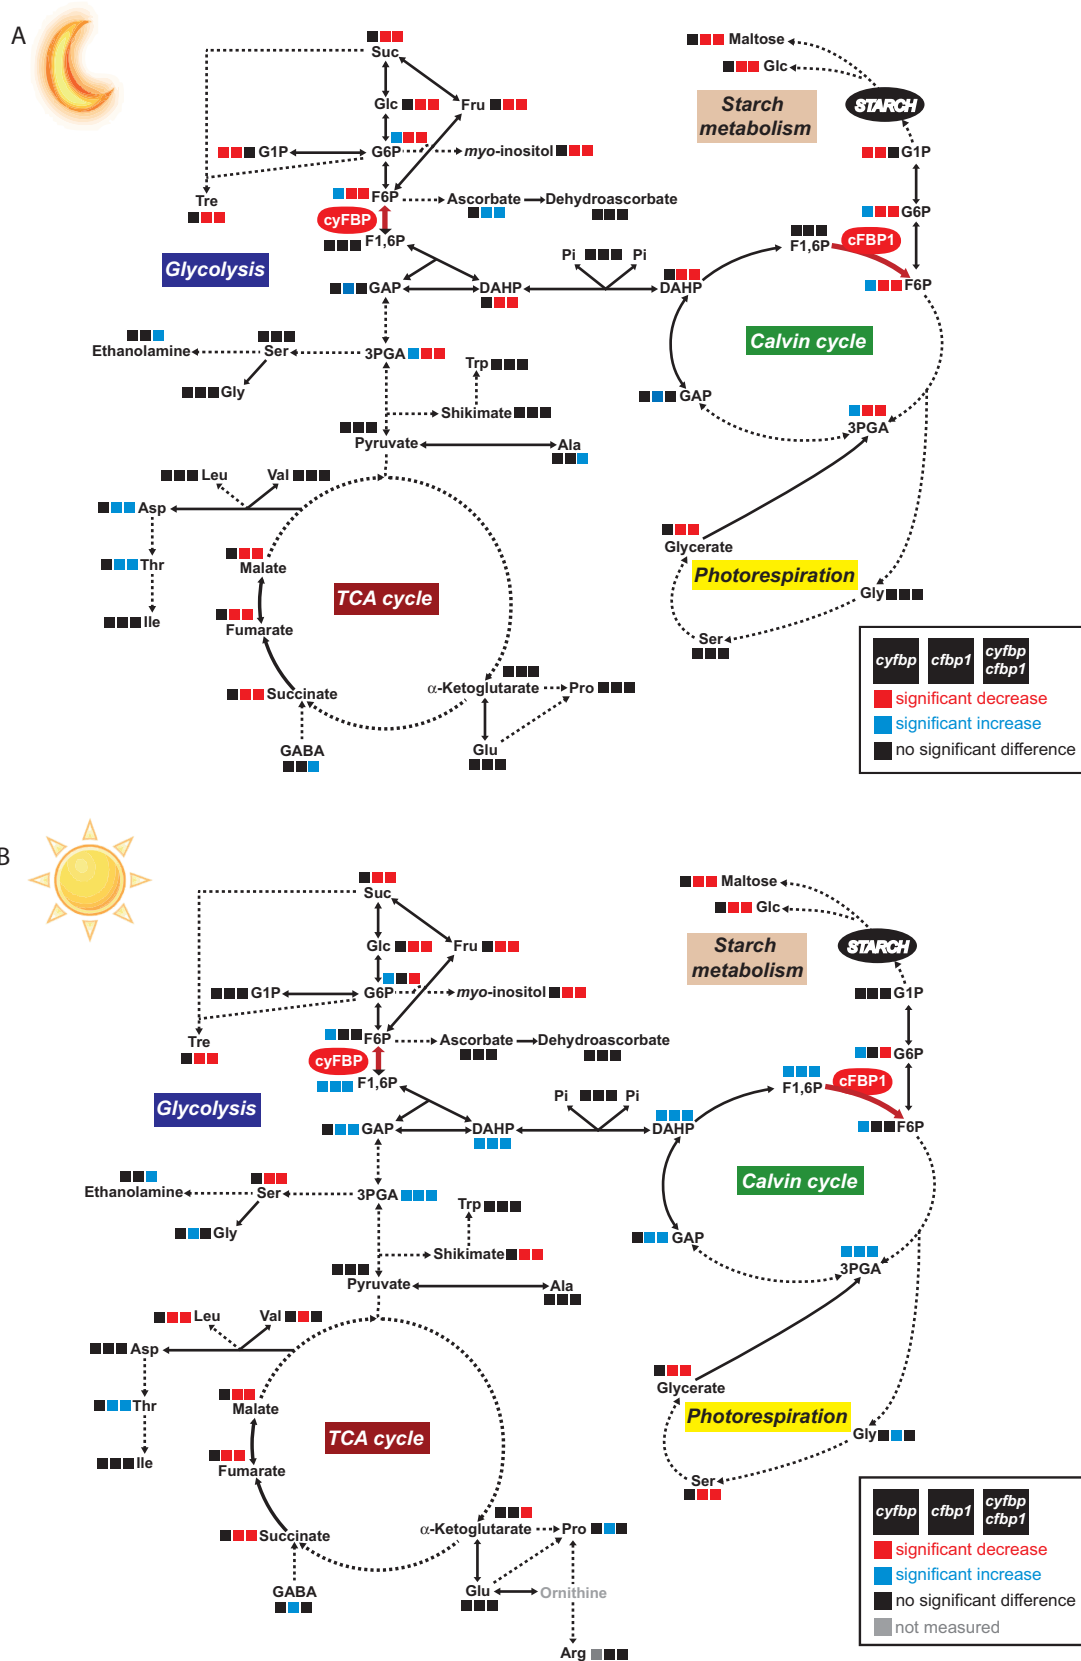 A
Suc
Maltose
Glc
Glc
Fru
STARCH
Starch
metabolism
G1P
G6P
myo-inositol
G1P
Tre
F6P
Ascorbate
Dehydroascorbate
G6P
cyFBP
F1,6P
Pi
Pi
F1,6P
cFBP1
Glycolysis
GAP
DAHP
DAHP
F6P
Ethanolamine
Ser
3PGA
Trp
Calvin cycle
Gly
Shikimate
GAP
Pyruvate
Ala
3PGA
Leu
Val
Asp
Thr
Malate
Glycerate
TCA cycle
Photorespiration
Ile
Fumarate
Gly
Ser
Succinate
α-Ketoglutarate
Pro
GABA
Glu
cyfbp
cfbp1
cyfbp
cfbp1
significant decrease
significant increase
no significant difference
B
Suc
Maltose
Glc
Glc
Fru
STARCH
Starch
metabolism
G1P
G6P
myo-inositol
G1P
Tre
F6P
Ascorbate
Dehydroascorbate
G6P
cyFBP
F1,6P
Pi
Pi
F1,6P
cFBP1
Glycolysis
GAP
DAHP
DAHP
F6P
Ethanolamine
Ser
3PGA
Trp
Calvin cycle
Gly
Shikimate
GAP
Pyruvate
Ala
3PGA
Leu
Val
Asp
Thr
Malate
Glycerate
TCA cycle
Photorespiration
Ile
Fumarate
Gly
Ser
Succinate
α-Ketoglutarate
Pro
GABA
Glu
Ornithine
Arg
cyfbp
cfbp1
cyfbp
cfbp1
significant decrease
significant increase
no significant difference
not measured